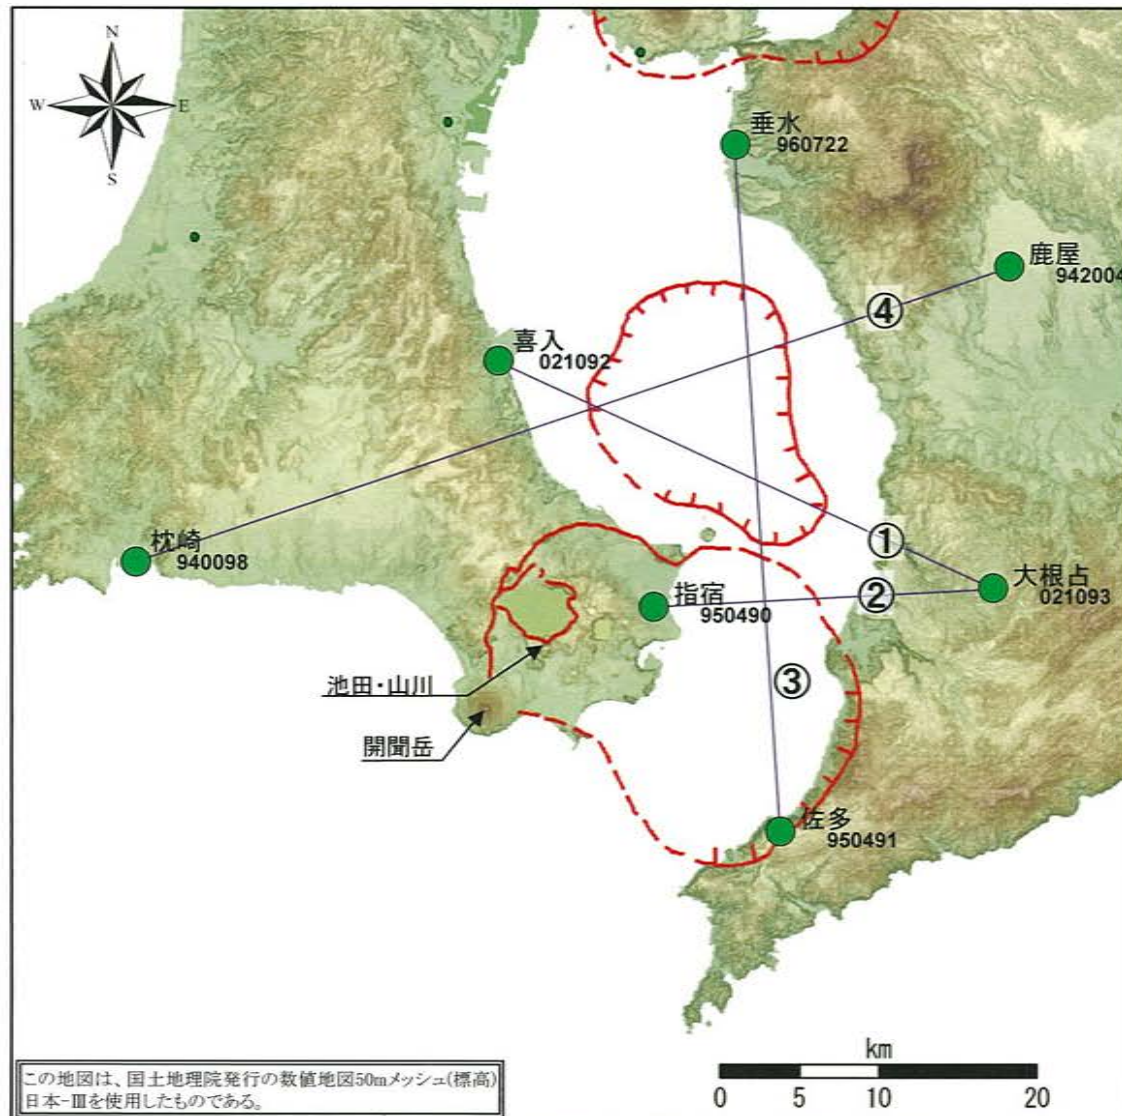 N
W E
S
垂水
960722
鹿屋
942004
④
喜入
021092
枕崎
940098
①
大根占
021093
指宿
950490
②
池田・山川
③
開聞岳
佐多
950491
km
0 5 10 20
この地図は、国土地理院発行の数値地図50mメッシュ(標高)
日本-Ⅲを使用したものである。